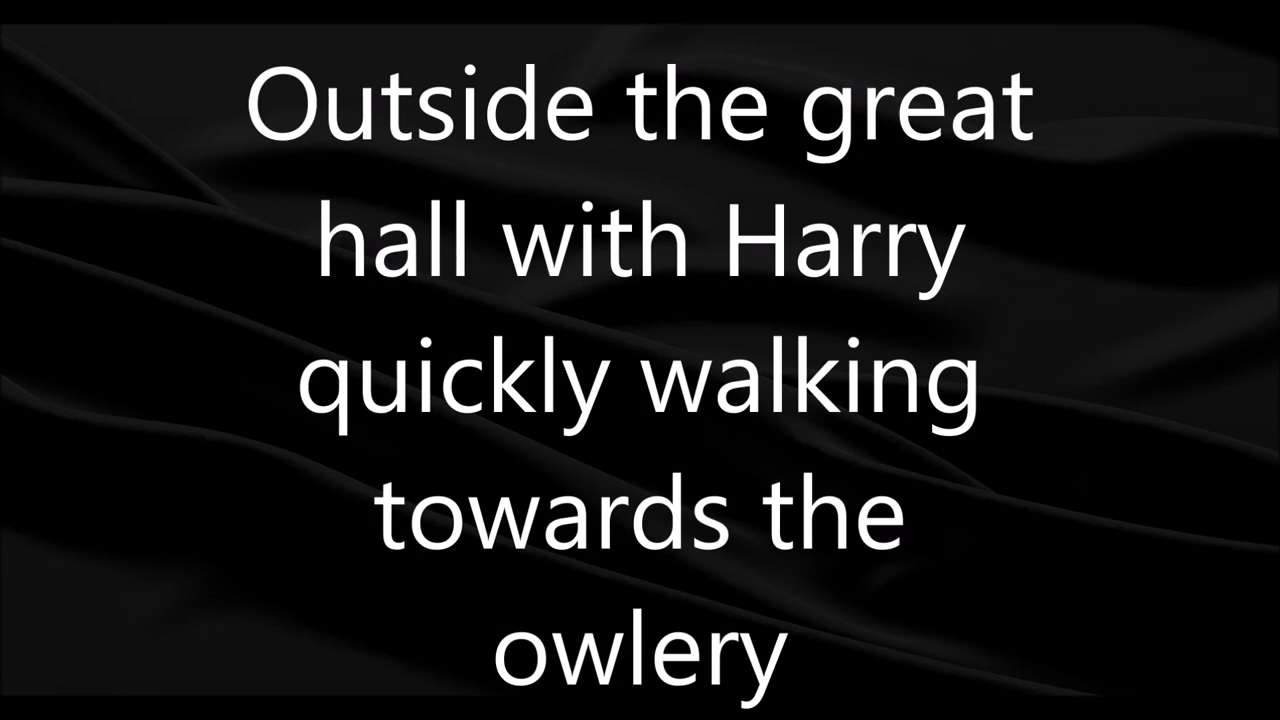 Outside the great
hall with Harry
quickly walking
towards the
owlery